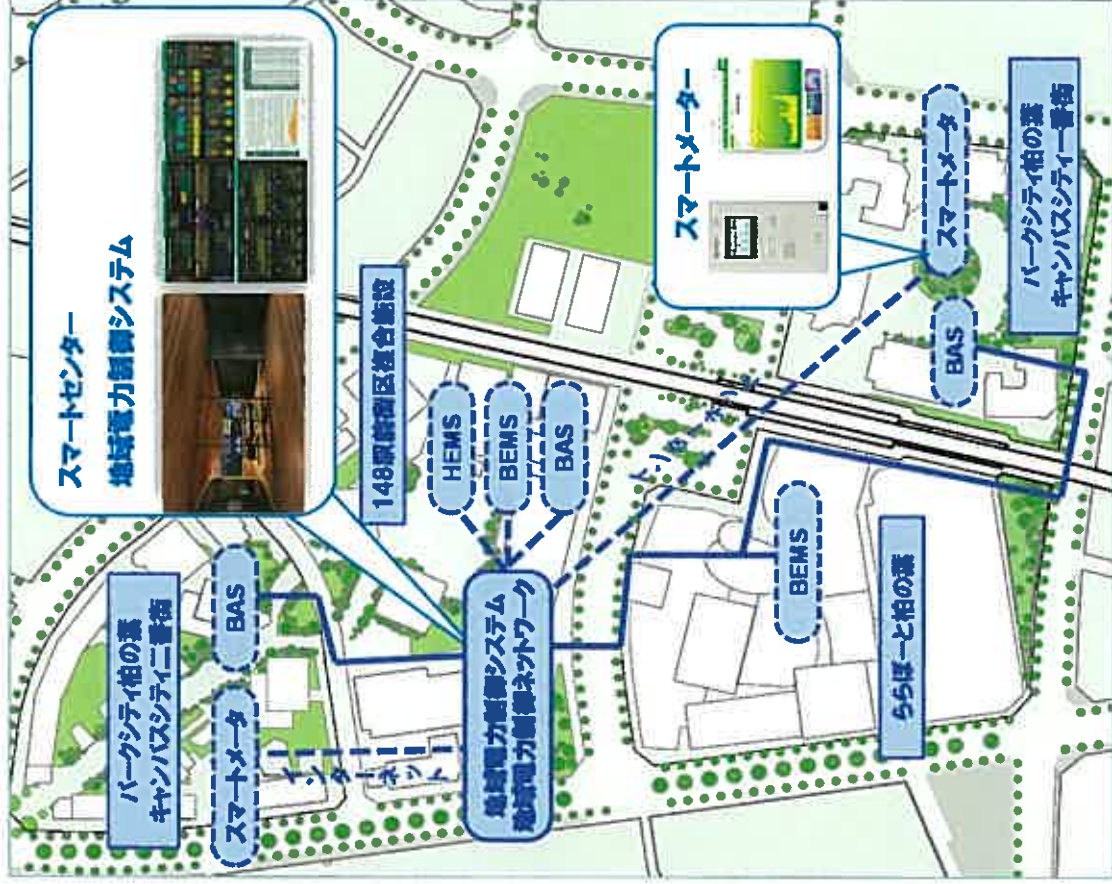 スマートセンター
地域電力制御システム
パークシティ柏の葉
キャンパスシティ二番街
スマートメータ
BAS
インターネット
148駅前街区複合施設
HEMS
BEMS
BAS
地域電力制御システム
地域電力制御ネットワーク
インターネット
スマートメーター
BEMS
ららぽーと柏の葉
BAS
スマートメータ
パークシティ柏の葉
キャンパスシティ一番街